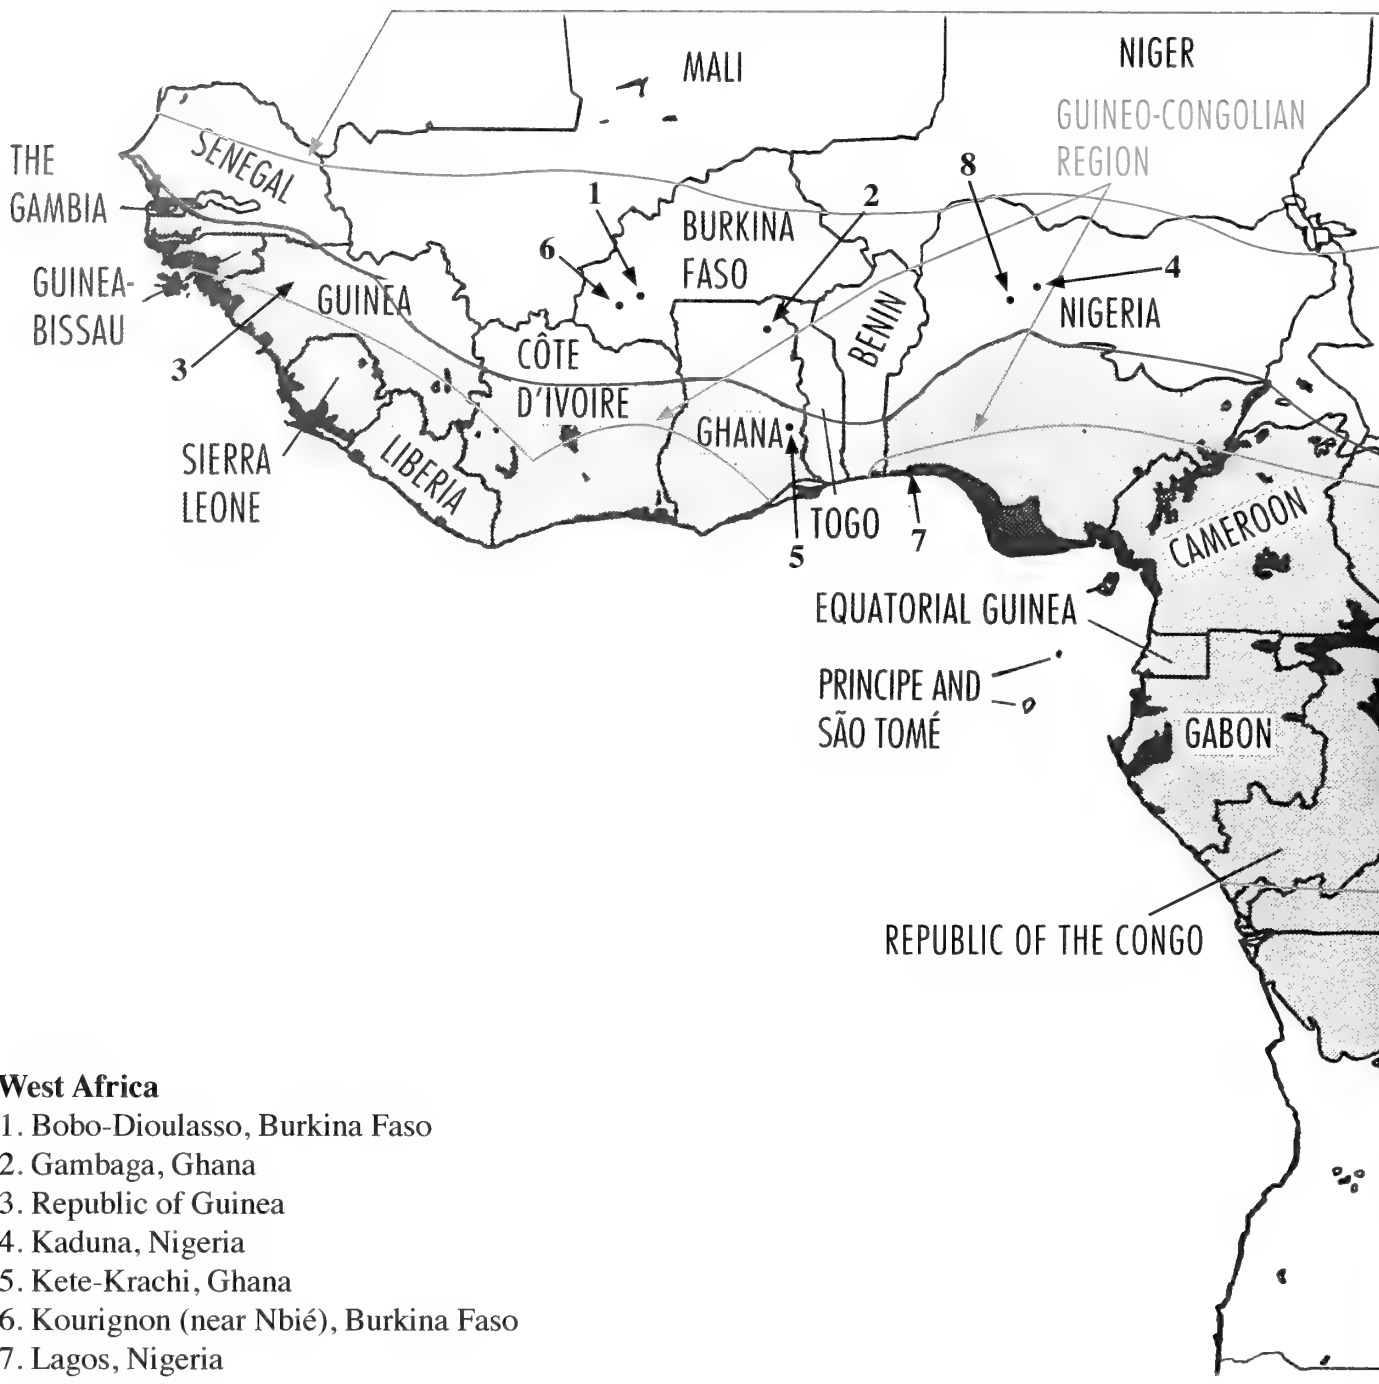 MALI
NIGER
GUINEO-CONGOLIAN
REGION
THE
GAMBIA
SENEGAL
8
1
2
BURKINA
FASO
6
4
GUINEA-
BISSAU
GUINEA
NIGERIA
BENIN
3
CÔTE
D'IVOIRE
GHANA
SIERRA
LEONE
LIBERIA
TOGO
7
5
CAMEROON
EQUATORIAL GUINEA
PRINCIPE AND
SÃO TOMÉ
GABON
REPUBLIC OF THE CONGO
West Africa
1. Bobo-Dioulasso, Burkina Faso
2. Gambaga, Ghana
3. Republic of Guinea
4. Kaduna, Nigeria
5. Kete-Krachi, Ghana
6. Kourignon (near Nbié), Burkina Faso
7. Lagos, Nigeria